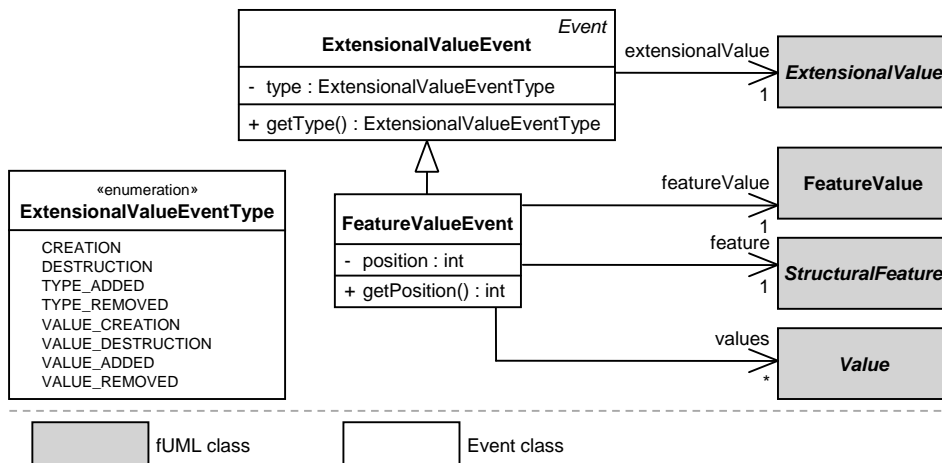 Event
ExtensionalValueEvent
- type : ExtensionalValueEventType
+ getType() : ExtensionalValueEventType
extensionalValue
1
ExtensionalValue
«enumeration»
ExtensionalValueEventType
CREATION
DESTRUCTION
TYPE_ADDED
TYPE_REMOVED
VALUE_CREATION
VALUE_DESTRUCTION
VALUE_ADDED
VALUE_REMOVED
FeatureValueEvent
- position : int
+ getPosition() : int
featureValue
1
FeatureValue
feature
1
StructuralFeature
values
*
Value
fUML class
Event class